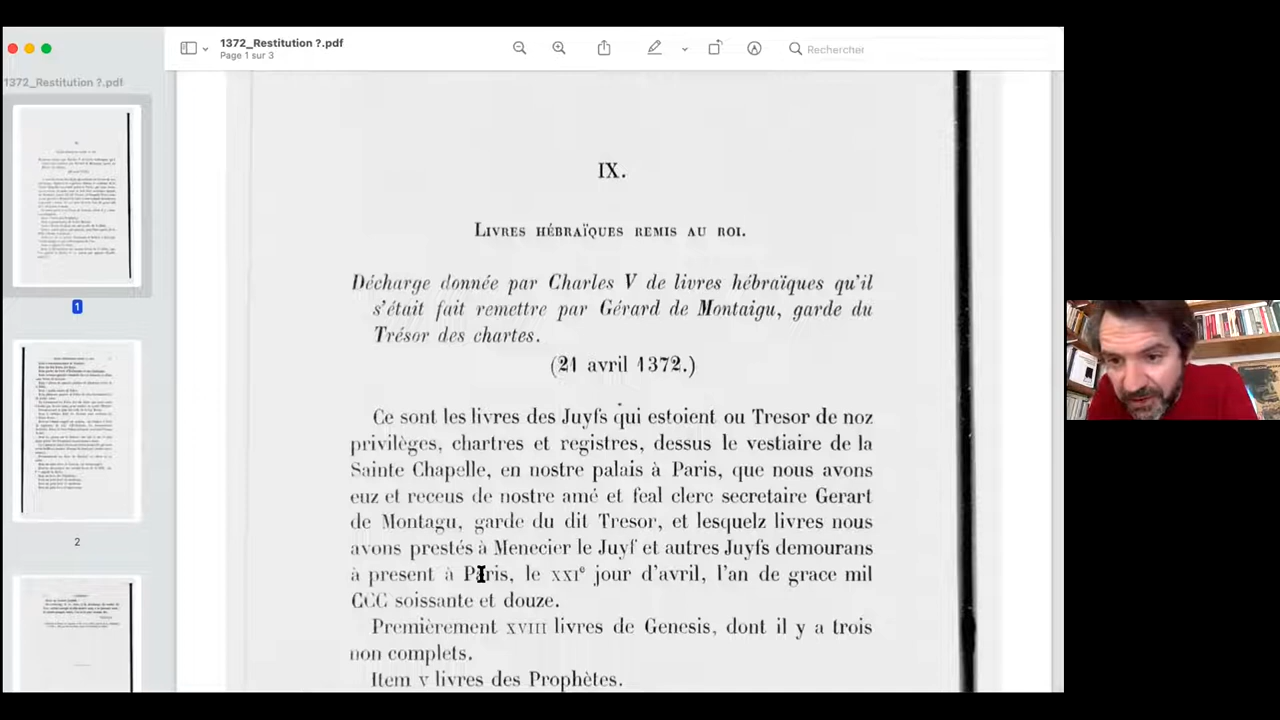 1372_Restitution ?.pdf
Page 1 sur 3
Rechercher
1372_Restitution ?.pdf
1
2
IX.
LIVRES HÉBRAÏQUES REMIS AU ROI.
Décharge donnée par Charles V de livres hébraïques qu'il
s'était fait remettre par Gérard de Montaigu, garde du
Trésor des chartes.
(21 avril 1372.)
Ce sont les livres des Juyfs qui estoient ou Tresor de noz
privilèges, chartres et registres, dessus le vestiaire de la
Sainte Chapelle en nostre palais à Paris, que nous avons
euz et receus de nostre amé et feal clerc secretaire Gerart
de Montagu, garde du dit Tresor, et lesquelz livres nous
avons prestés à Menecier le Juyf et autres Juyfs demourans
à present à Paris, le XXIe jour d'avril, l'an de grace mil
CCC soissante et douze.
Premièrement XVIII livres de Genesis, dont il y a trois
non complets.
Item V livres des Prophètes.